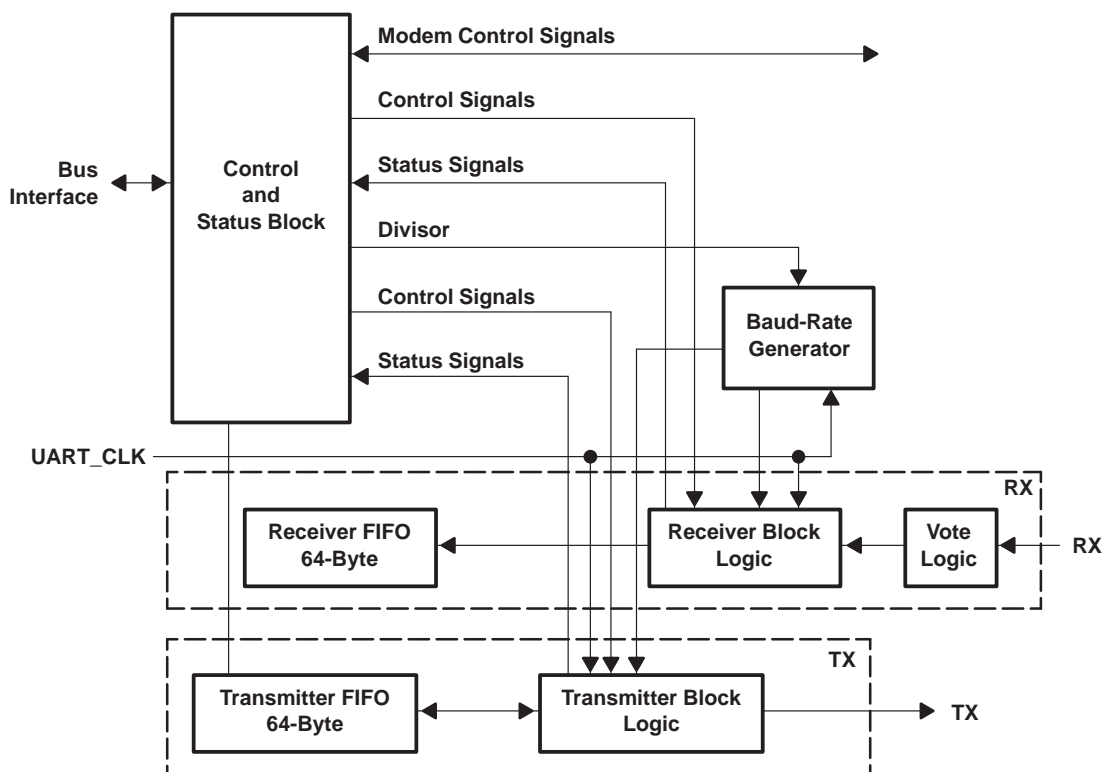 Modem Control Signals
Control Signals
Bus
Interface
Control
and
Status Block
Status Signals
Divisor
Control Signals
Baud-Rate
Generator
Status Signals
UART_CLK
RX
Receiver FIFO
64-Byte
Receiver Block
Logic
Vote
Logic
RX
TX
Transmitter FIFO
64-Byte
Transmitter Block
Logic
TX